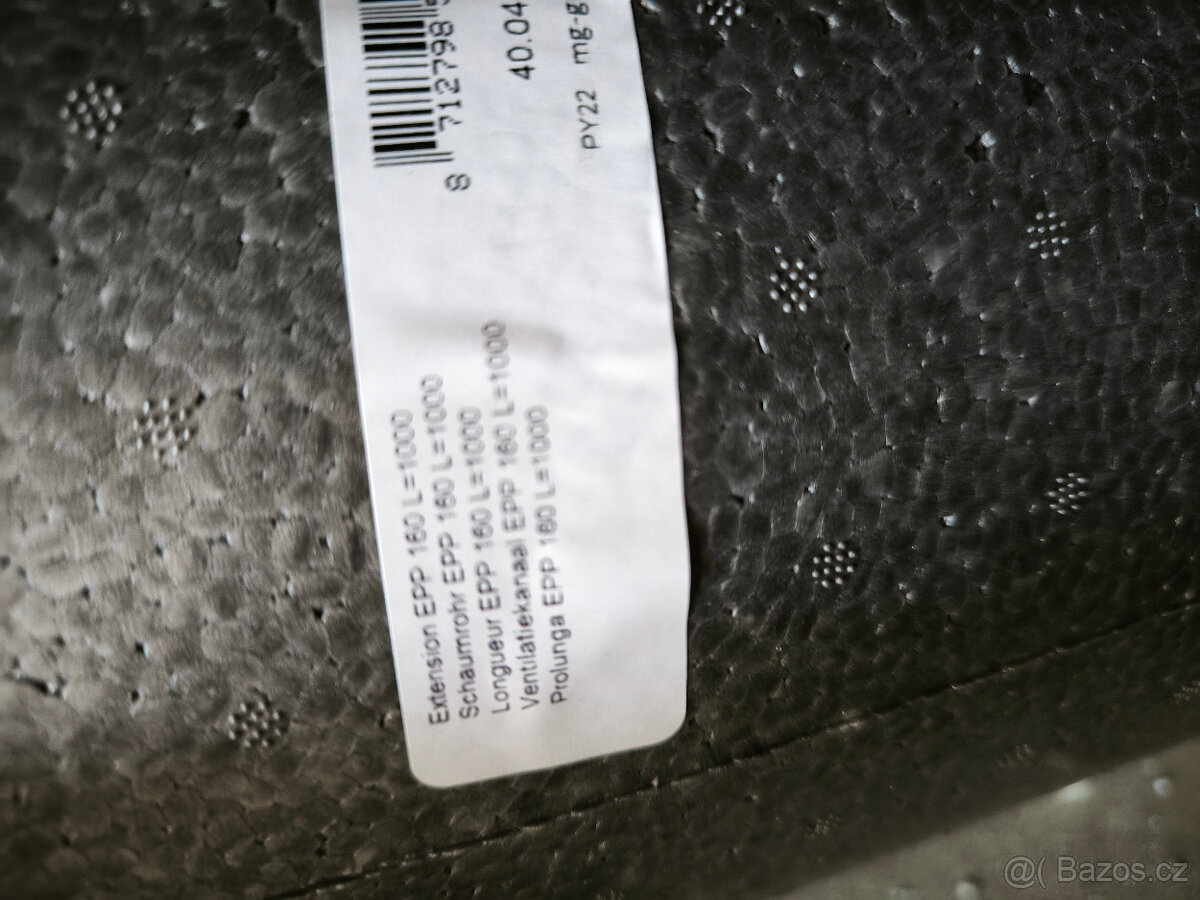 Extension EPP 160 L=1000
Schaumrohr EPP 160 L=1000
Longueur EPP 160 L=1000
Ventilatiekanaal EPP 160 L=1000
Prolunga EPP 160 L=1000
8 712798
40.04
PY22 mg-g
@( Bazos.cz